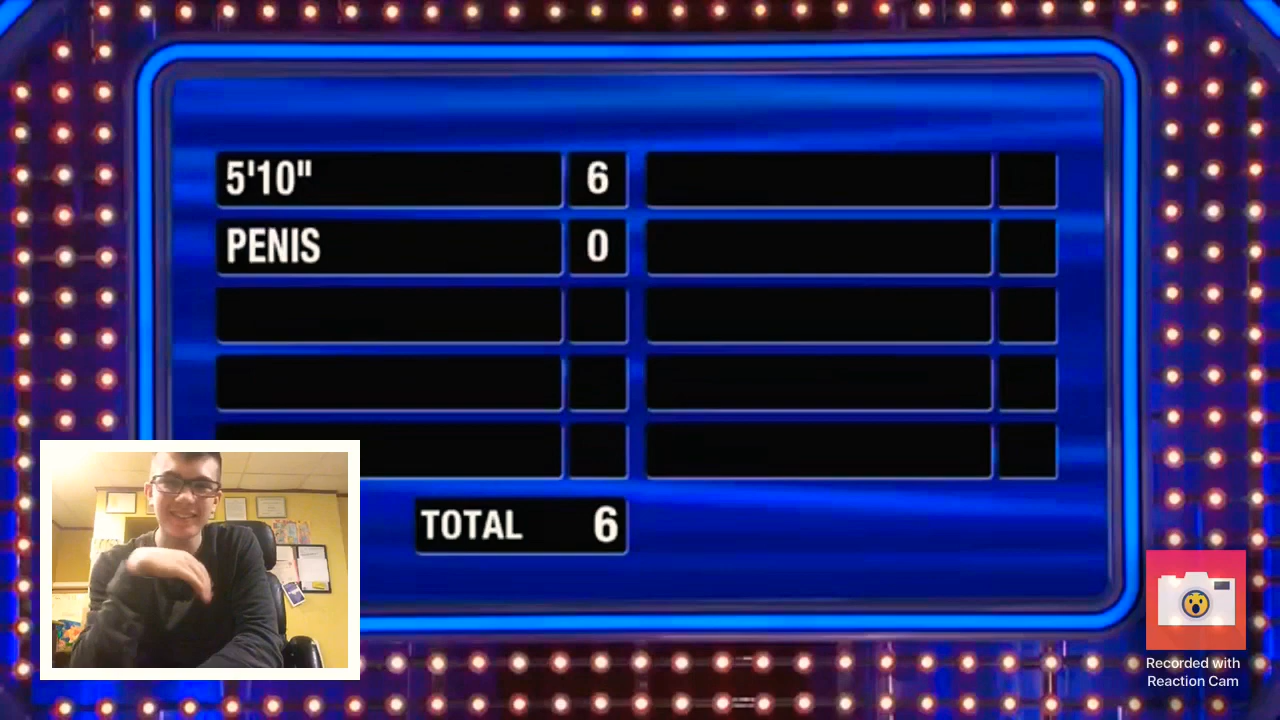 5'10" 6
PENIS 0
TOTAL 6
Recorded with
Reaction Cam